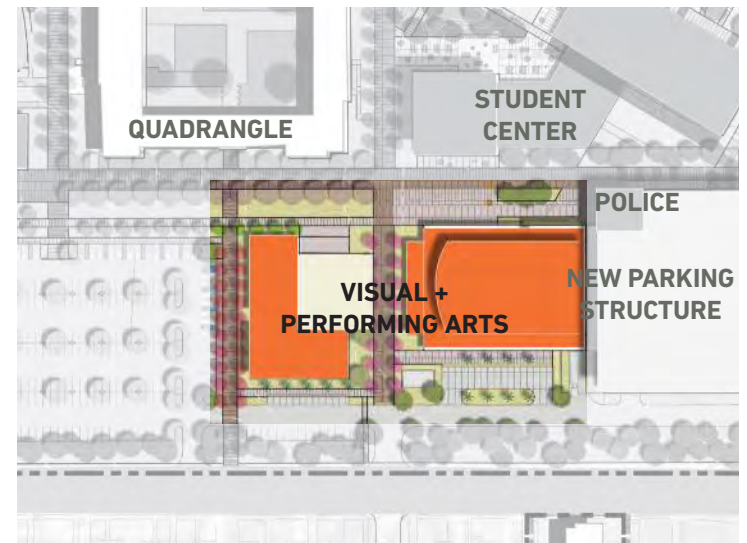 QUADRANGLE
STUDENT
CENTER
POLICE
VISUAL +
PERFORMING ARTS
NEW PARKING
STRUCTURE